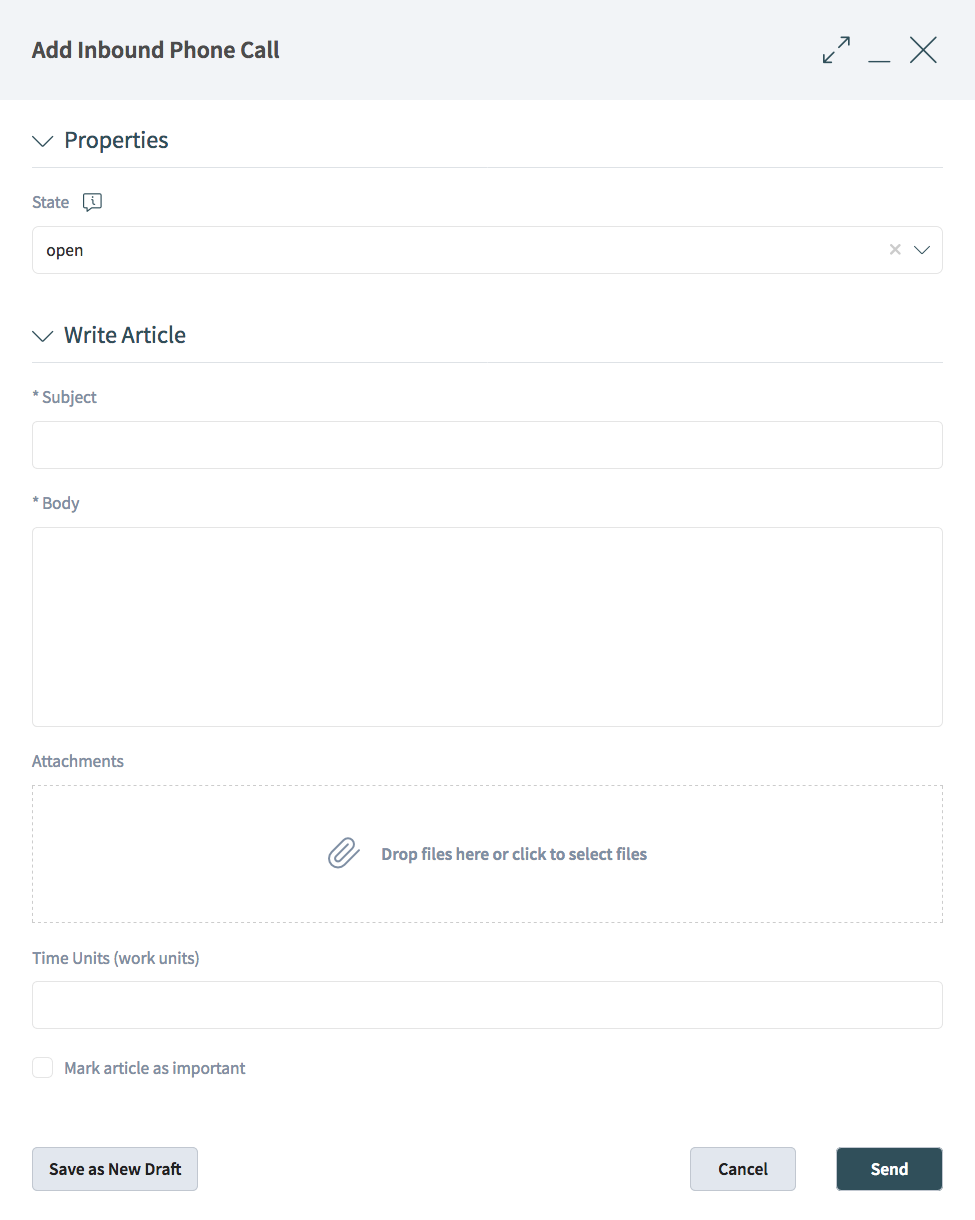 Add Inbound Phone Call
Properties
State
open
Write Article
* Subject
* Body
Attachments
Drop files here or click to select files
Time Units (work units)
Mark article as important
Save as New Draft
Cancel
Send